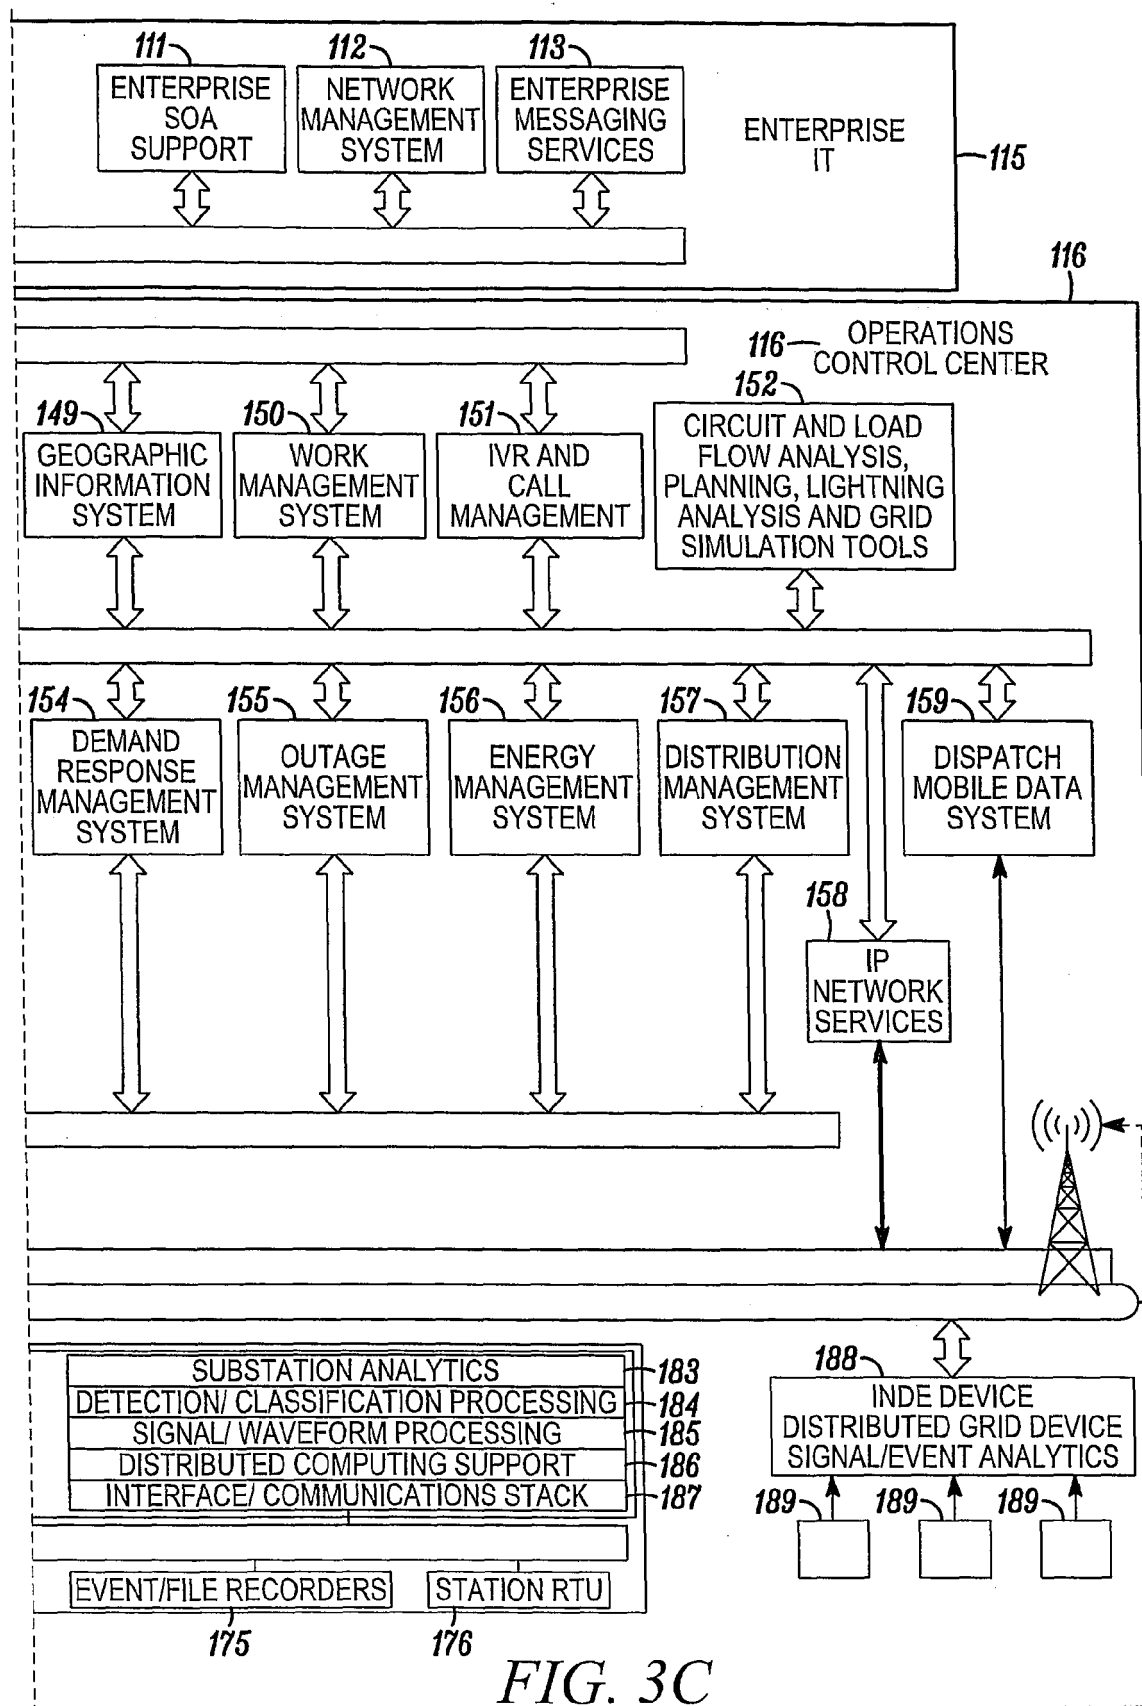 111
112
113
ENTERPRISE
SOA
SUPPORT
NETWORK
MANAGEMENT
SYSTEM
ENTERPRISE
MESSAGING
SERVICES
ENTERPRISE
IT
115
116
OPERATIONS
CONTROL CENTER
116
149
150
151
152
GEOGRAPHIC
INFORMATION
SYSTEM
WORK
MANAGEMENT
SYSTEM
IVR AND
CALL
MANAGEMENT
CIRCUIT AND LOAD
FLOW ANALYSIS,
PLANNING, LIGHTNING
ANALYSIS AND GRID
SIMULATION TOOLS
154
155
156
157
159
DEMAND
RESPONSE
MANAGEMENT
SYSTEM
OUTAGE
MANAGEMENT
SYSTEM
ENERGY
MANAGEMENT
SYSTEM
DISTRIBUTION
MANAGEMENT
SYSTEM
DISPATCH
MOBILE DATA
SYSTEM
158
IP
NETWORK
SERVICES
SUBSTATION ANALYTICS
183
DETECTION/ CLASSIFICATION PROCESSING
184
SIGNAL/ WAVEFORM PROCESSING
185
DISTRIBUTED COMPUTING SUPPORT
186
INTERFACE/ COMMUNICATIONS STACK
187
188
INDE DEVICE
DISTRIBUTED GRID DEVICE
SIGNAL/EVENT ANALYTICS
189
189
189
EVENT/FILE RECORDERS
STATION RTU
175
176
FIG. 3C